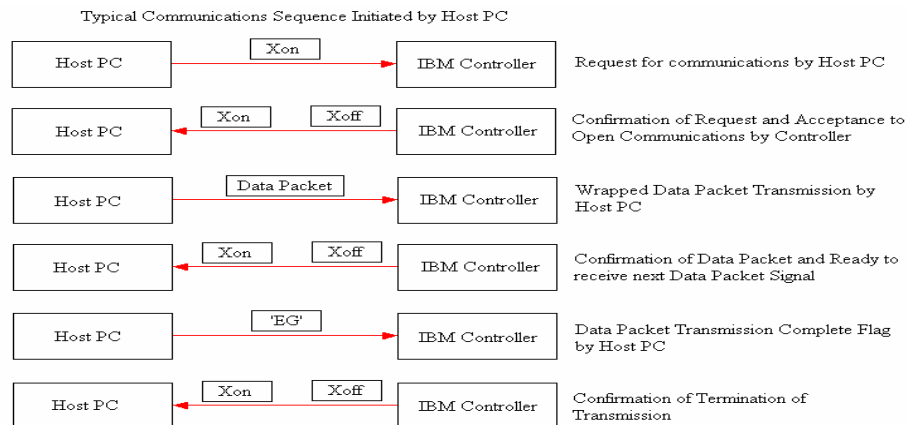 Typical Communications Sequence Initiated by Host PC
Xon
Host PC
IBM Controller
Request for communications by Host PC
Xon
Xoff
Host PC
IBM Controller
Confirmation of Request and Acceptance to
Open Communications by Controller
Data Packet
Host PC
IBM Controller
Wrapped Data Packet Transmission by
Host PC
Xon
Xoff
Host PC
IBM Controller
Confirmation of Data Packet and Ready to
receive next Data Packet Signal
'EG'
Host PC
IBM Controller
Data Packet Transmission Complete Flag
by Host PC
Xon
Xoff
Host PC
IBM Controller
Confirmation of Termination of
Transmission